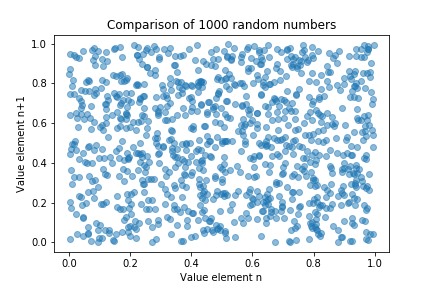 Comparison of 1000 random numbers
1.0
0.8
0.6
0.4
0.2
0.0
Value element n+1
0.0 0.2 0.4 0.6 0.8 1.0
Value element n